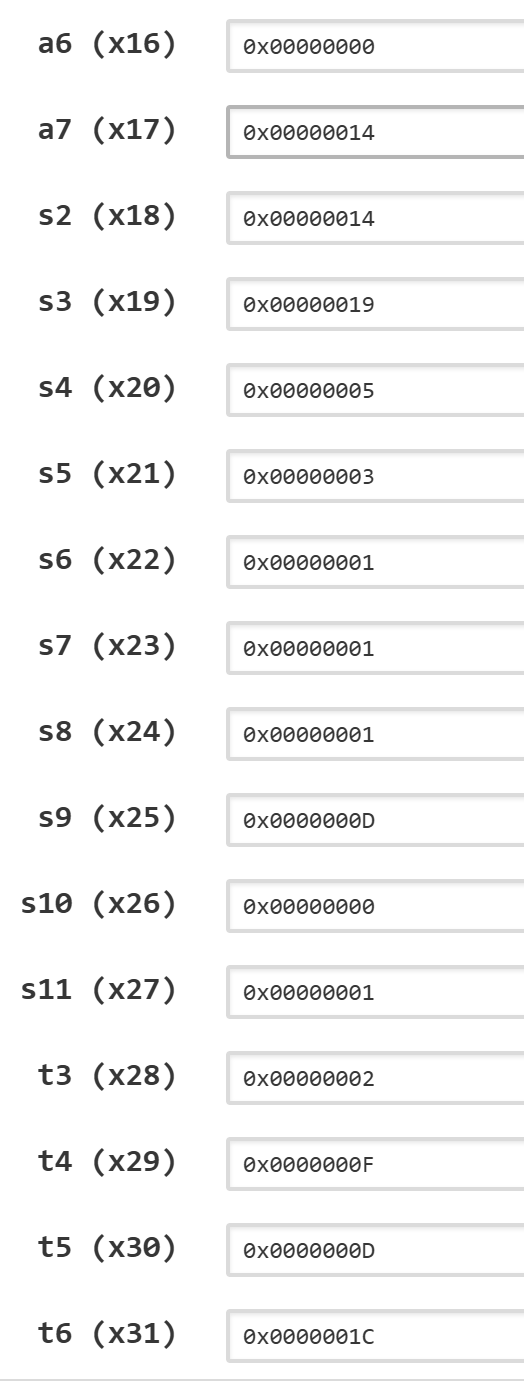 a6 (x16) 0x00000000
a7 (x17) 0x00000014
s2 (x18) 0x00000014
s3 (x19) 0x00000019
s4 (x20) 0x00000005
s5 (x21) 0x00000003
s6 (x22) 0x00000001
s7 (x23) 0x00000001
s8 (x24) 0x00000001
s9 (x25) 0x0000000D
s10 (x26) 0x00000000
s11 (x27) 0x00000001
t3 (x28) 0x00000002
t4 (x29) 0x0000000F
t5 (x30) 0x0000000D
t6 (x31) 0x0000001C